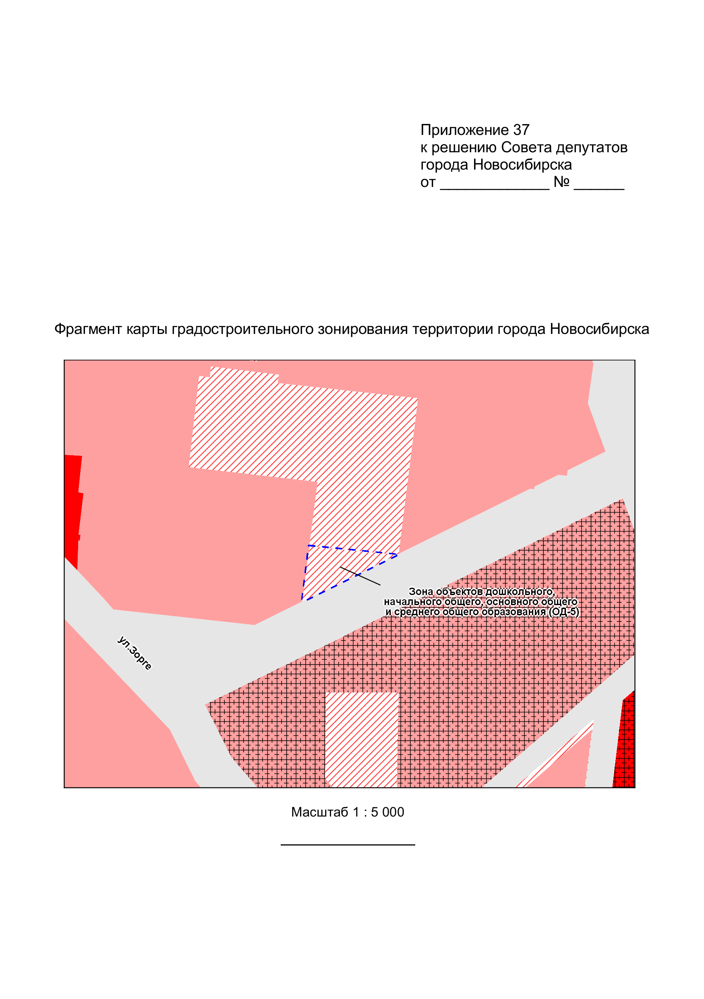 Приложение 37
к решению Совета депутатов
города Новосибирска
от _____________ № ______
Фрагмент карты градостроительного зонирования территории города Новосибирска
Зона объектов дошкольного,
начального общего, основного общего
и среднего общего образования (ОД-5)
ул.Зорге
Масштаб 1 : 5 000